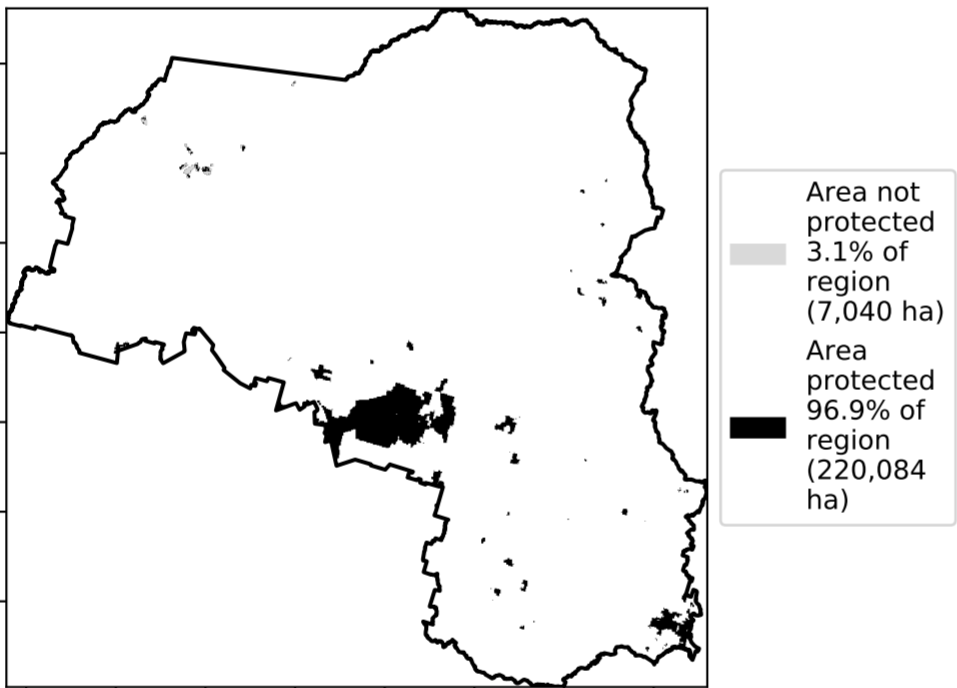 Area not
protected
3.1% of
region
(7,040 ha)
Area
protected
96.9% of
region
(220,084
ha)